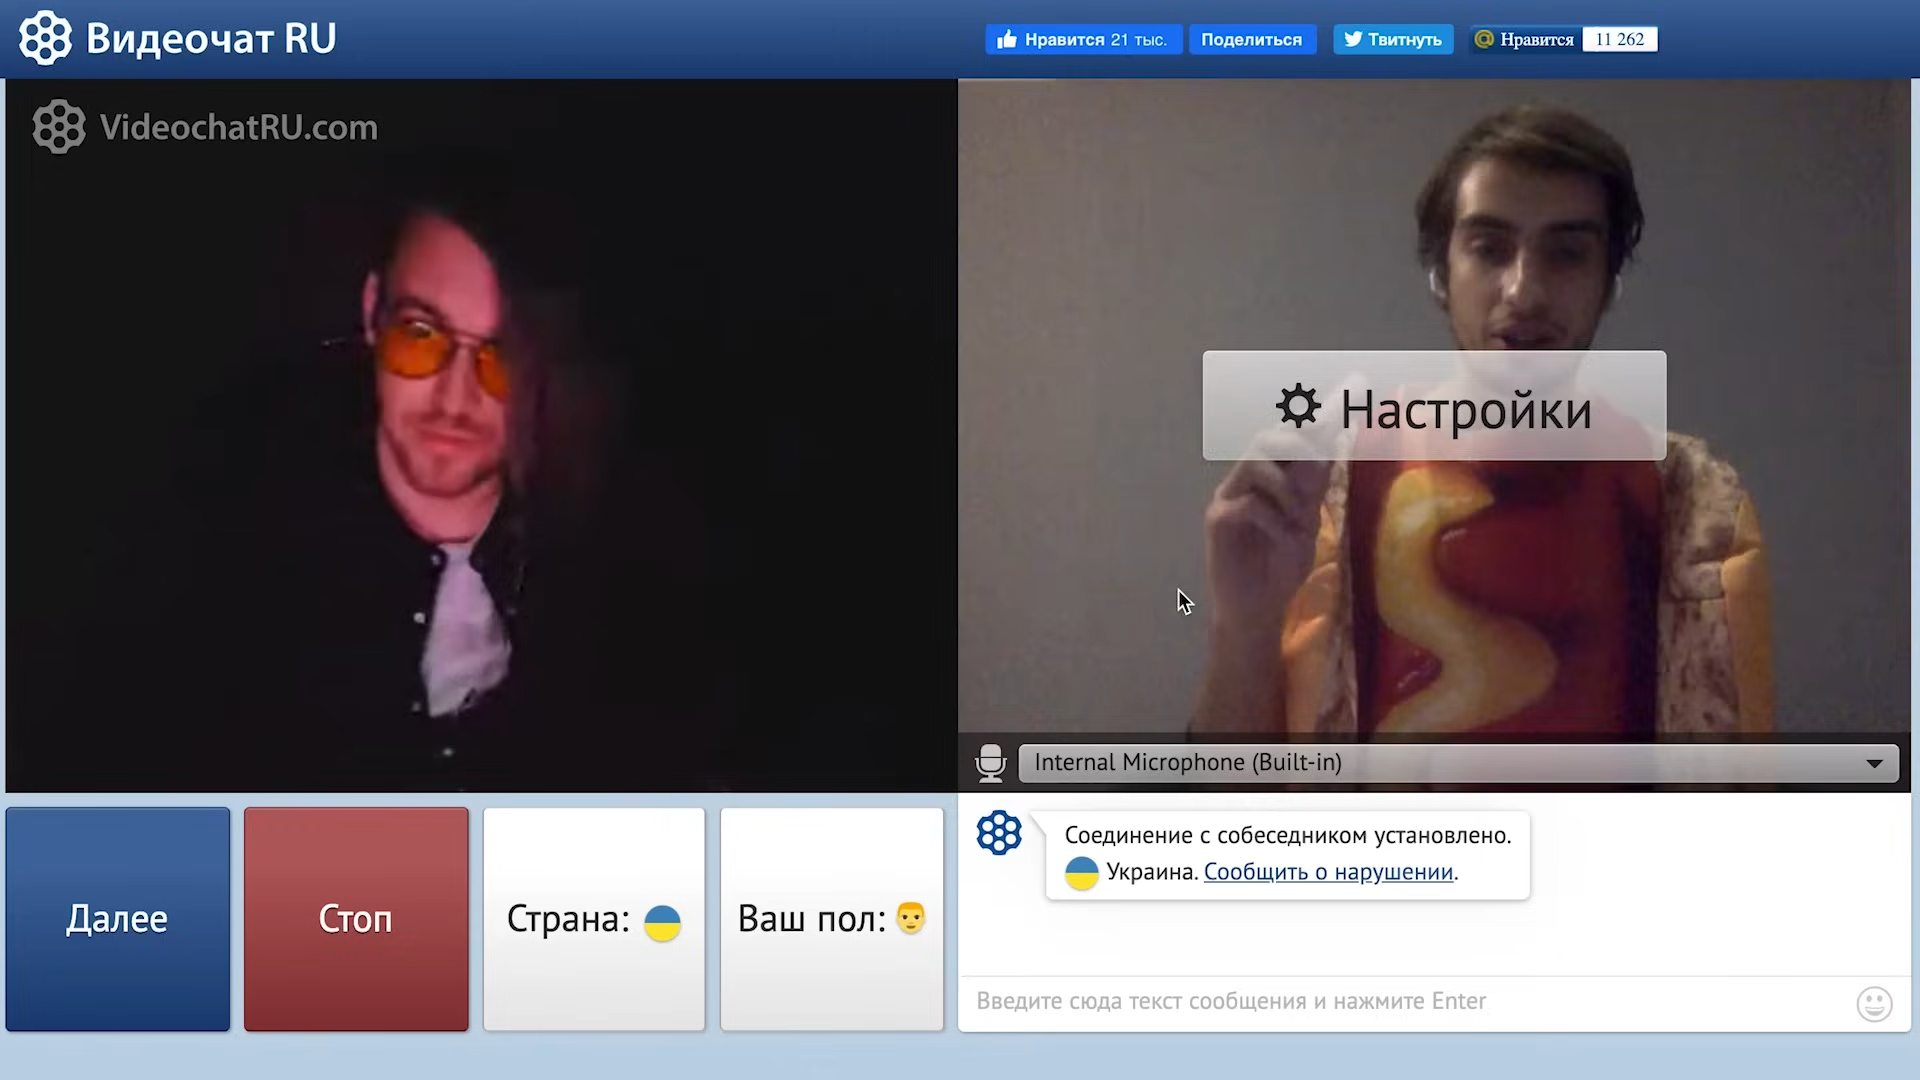 Видеочат RU
Нравится 21 тыс.
Поделиться
Твитнуть
Нравится
11 262
VideochatRU.com
Настройки
Internal Microphone (Built-in)
Далее
Стоп
Страна:
Ваш пол:
Соединение с собеседником установлено.
Украина. Сообщить о нарушении.
Введите сюда текст сообщения и нажмите Enter